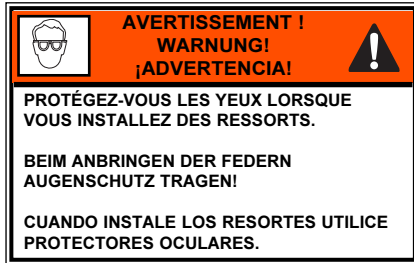 AVERTISSEMENT !
WARNUNG!
¡ADVERTENCIA!
PROTÉGEZ-VOUS LES YEUX LORSQUE
VOUS INSTALLEZ DES RESSORTS.
BEIM ANBRINGEN DER FEDERN
AUGENSCHUTZ TRAGEN!
CUANDO INSTALE LOS RESORTES UTILICE
PROTECTORES OCULARES.